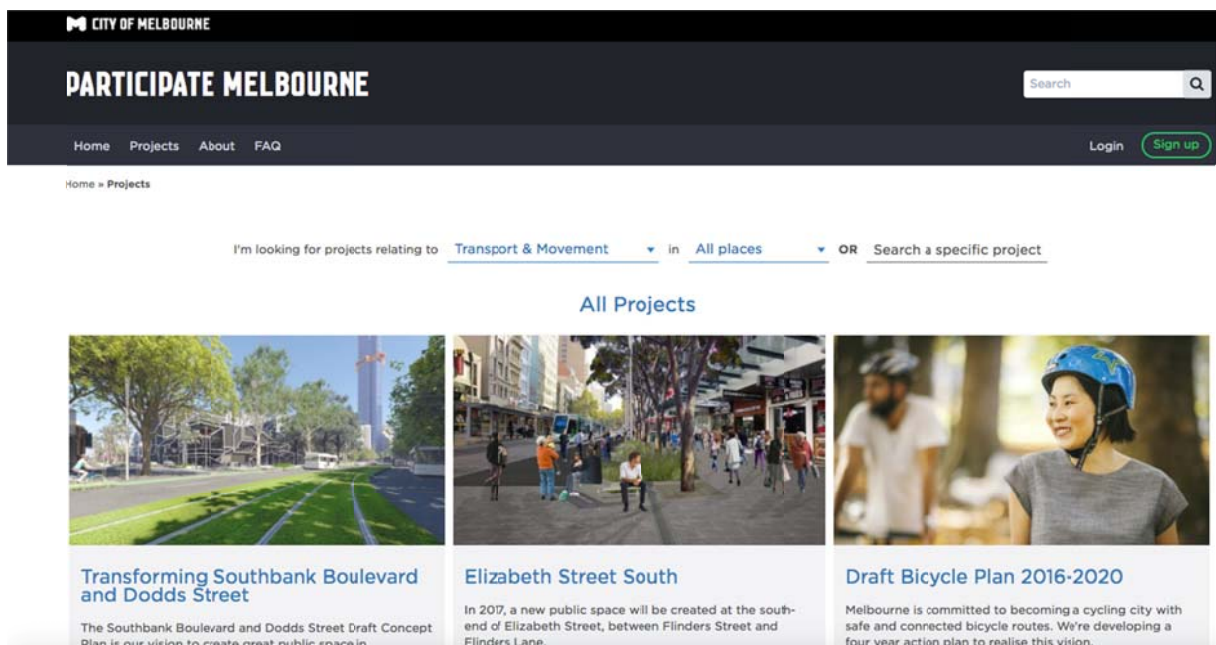 CITY OF MELBOURNE
PARTICIPATE MELBOURNE
Search
Home Projects About FAQ
Login Sign up
Home » Projects
I'm looking for projects relating to Transport & Movement in All places OR Search a specific project
All Projects
Transforming Southbank Boulevard
and Dodds Street
The Southbank Boulevard and Dodds Street Draft Concept
Plan is our vision to create great public space in
Elizabeth Street South
In 2017, a new public space will be created at the south-
end of Elizabeth Street, between Flinders Street and
Flinders Lane.
Draft Bicycle Plan 2016-2020
Melbourne is committed to becoming a cycling city with
safe and connected bicycle routes. We're developing a
four year action plan to realise this vision.